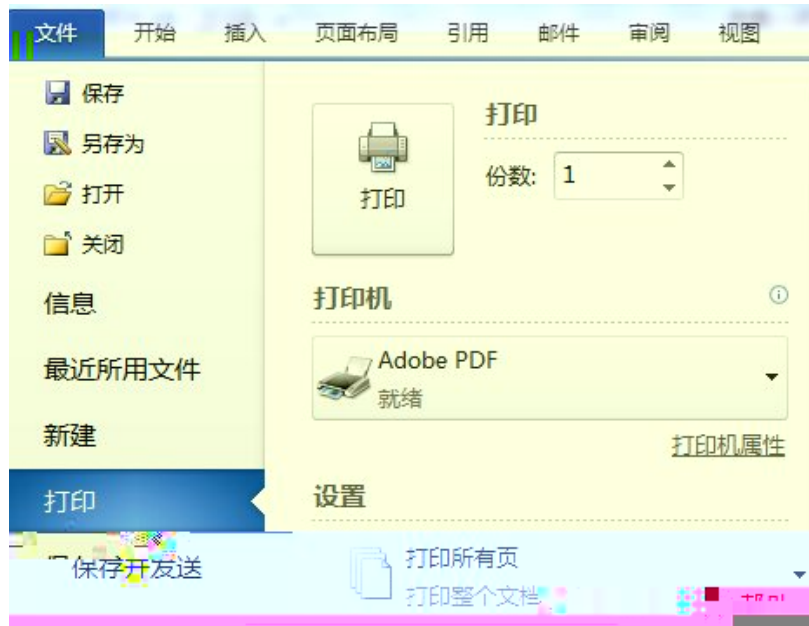 文件 开始 插入 页面布局 引用 邮件 审阅 视图
保存
另存为
打开
关闭
信息
最近所用文件
新建
打印
保存并发送
打印
打印
份数: 1
打印机
Adobe PDF
就绪
打印机属性
设置
打印所有页
打印整个文档